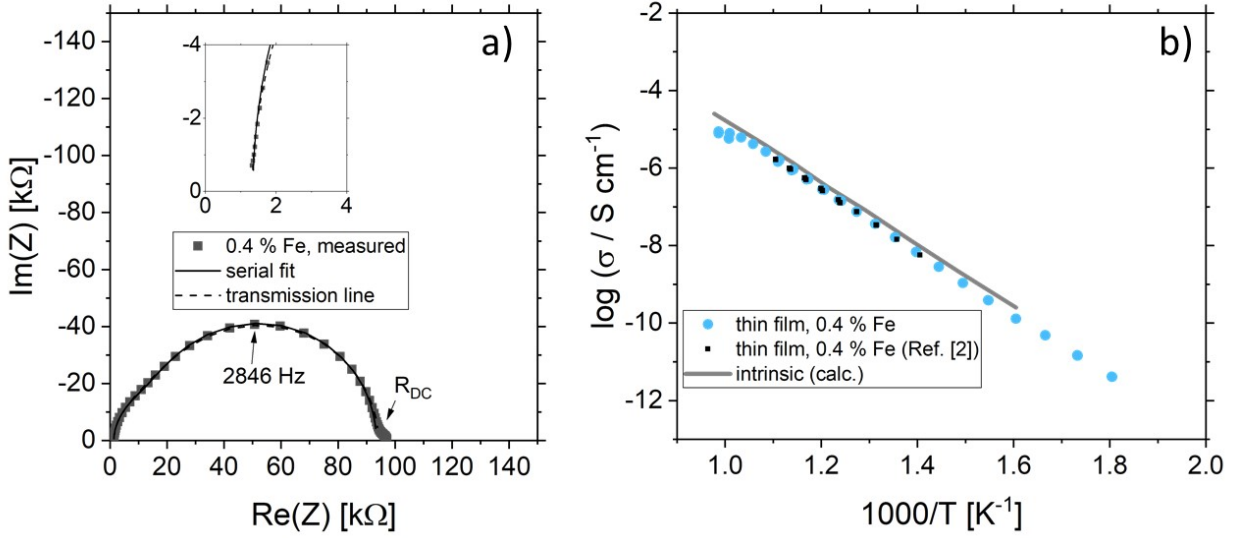 a)
-140
-120
-100
-80
-60
-40
-20
0
Im(Z) [kΩ]
-4
-2
0
0 2 4
0.4 % Fe, measured
serial fit
transmission line
2846 Hz
R_DC
0 20 40 60 80 100 120 140
Re(Z) [kΩ]
b)
-2
-4
-6
-8
-10
-12
log (σ / S cm⁻¹)
thin film, 0.4 % Fe
thin film, 0.4 % Fe (Ref. [2])
intrinsic (calc.)
1.0 1.2 1.4 1.6 1.8 2.0
1000/T [K⁻¹]